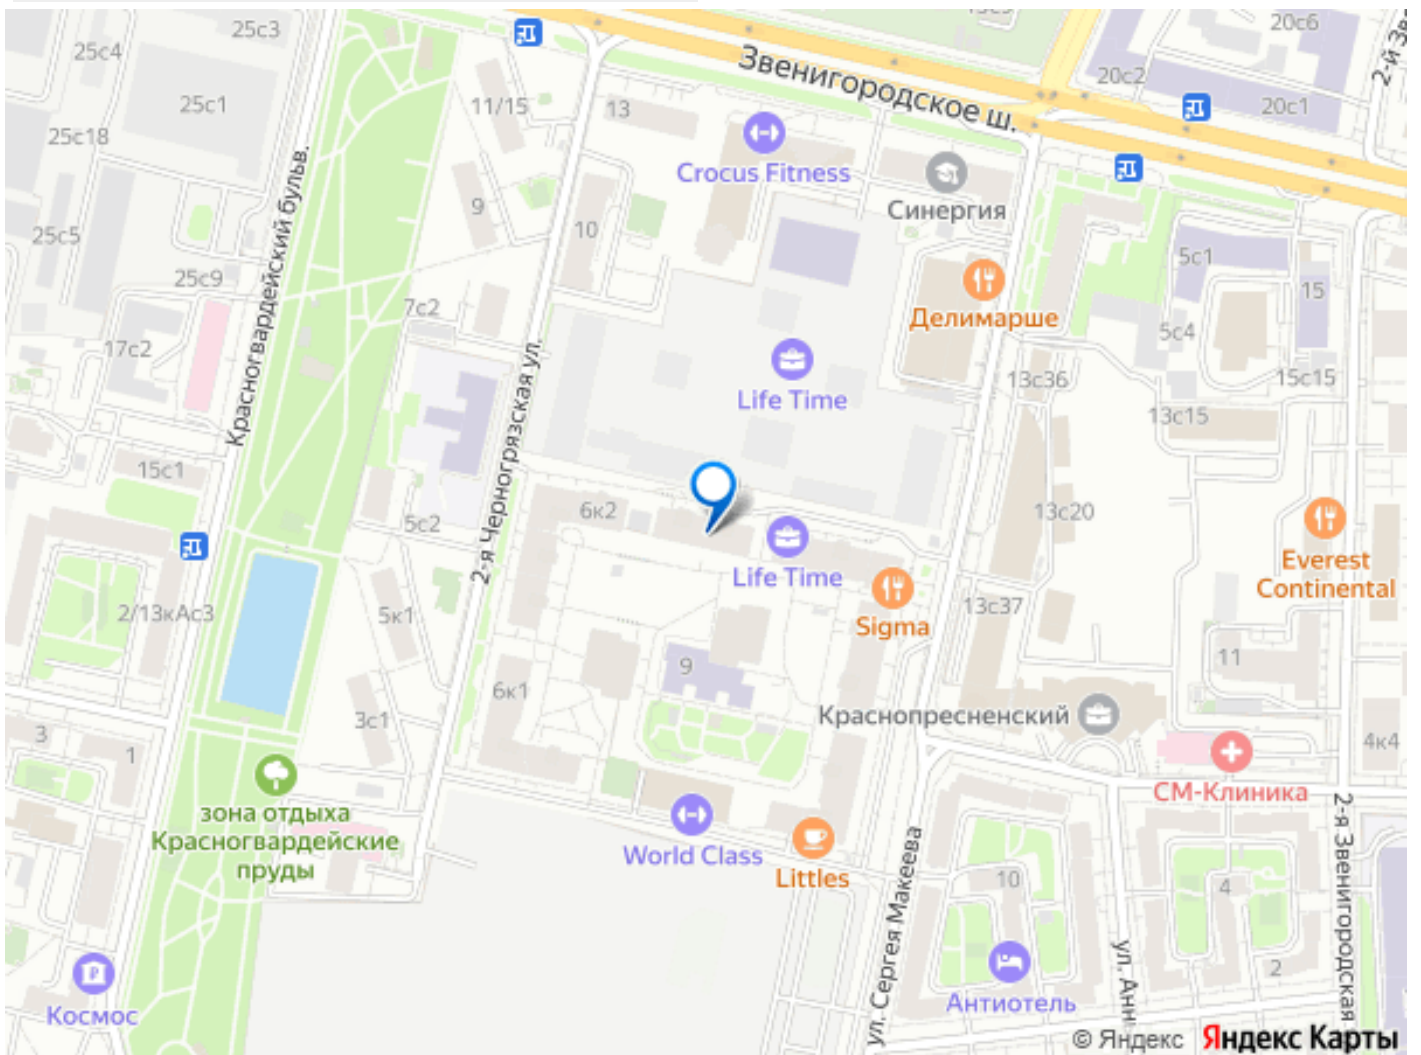 25с3
25с4
25с1
25с18
25с5
25с9
17с2
15с1
Красногвардейский бульв.
11/15
13
9
10
7с2
2-я Черногрязская ул.
Звенигородское ш.
20с6
20с2
20с1
Crocus Fitness
Синергия
Делимарше
5с1
15
5с4
15с15
13с36
13с15
Life Time
6к2
5с2
13с20
Life Time
Everest
Continental
Sigma
13с37
2/13кАс3
5к1
9
11
6к1
3с1
Краснопресненский
3
1
4к4
СМ-Клиника
зона отдыха
Красногвардейские
пруды
World Class
Littles
ул. Сергея Макеева
10
4
2
2-я Звенигородская
ул. Анн
Антиотель
Космос
© Яндекс Яндекс Карты